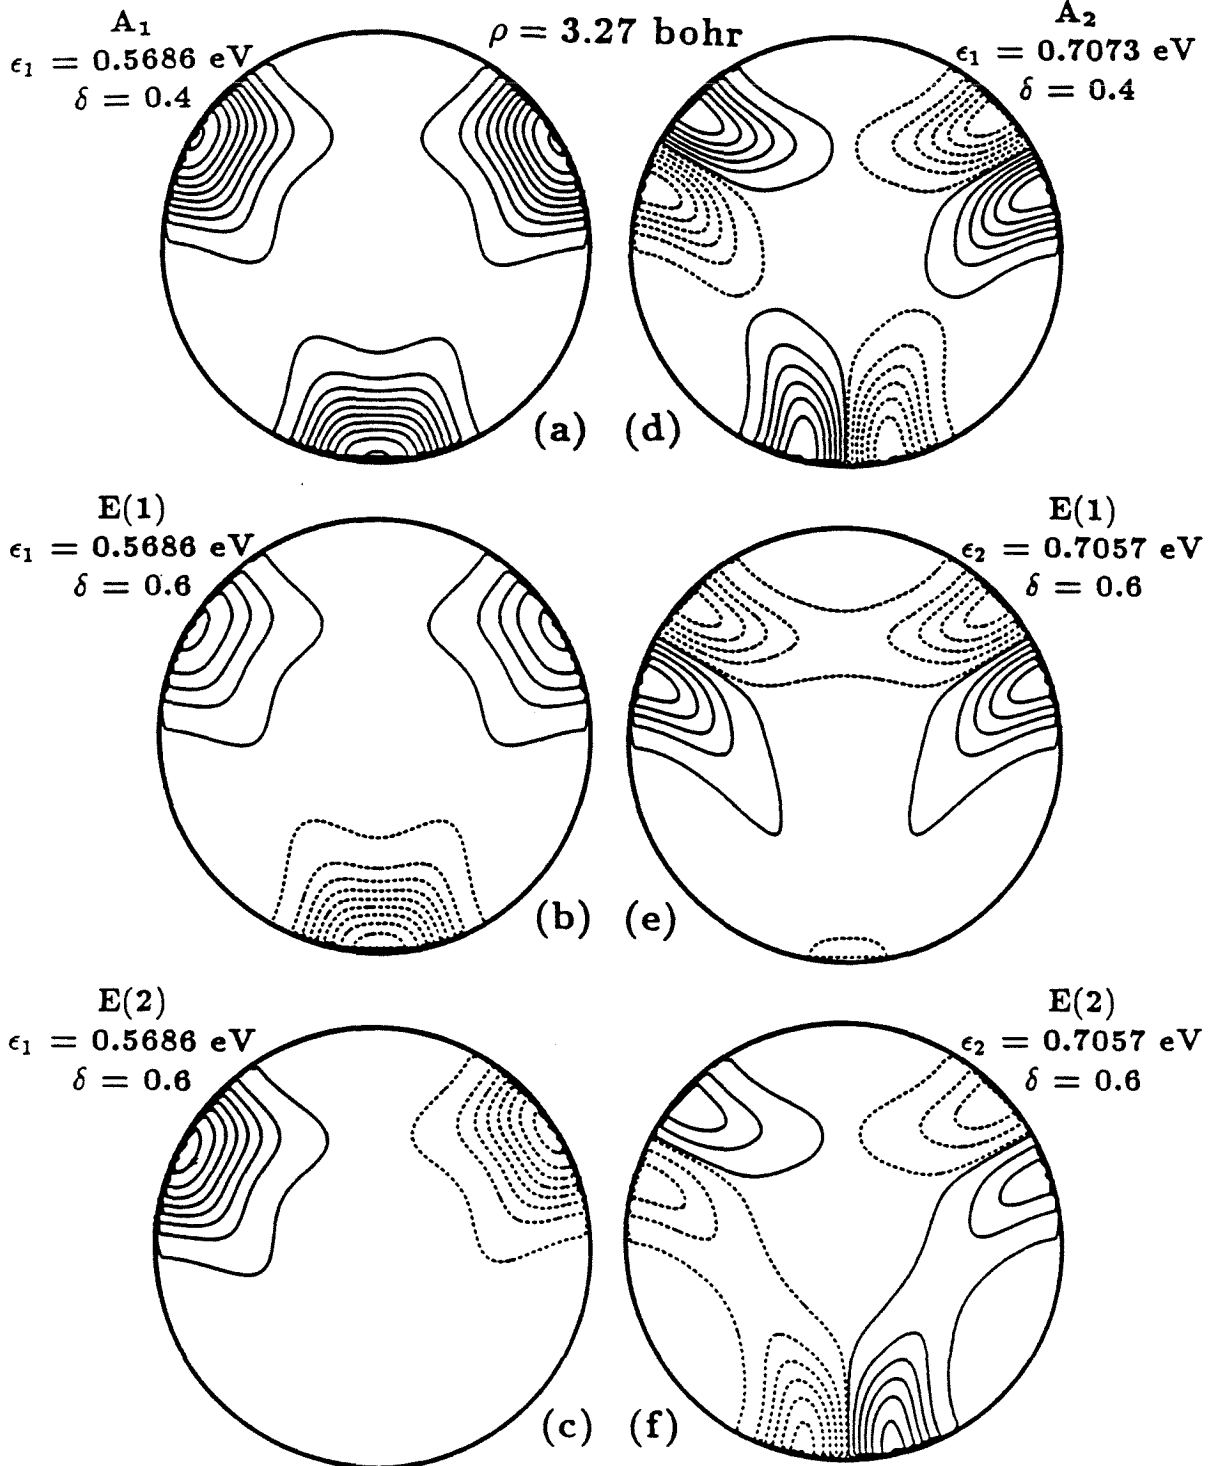 ρ = 3.27 bohr
A₁
ϵ₁ = 0.5686 eV
δ = 0.4
(a)
A₂
ϵ₁ = 0.7073 eV
δ = 0.4
(d)
E(1)
ϵ₁ = 0.5686 eV
δ = 0.6
(b)
E(1)
ϵ₂ = 0.7057 eV
δ = 0.6
(e)
E(2)
ϵ₁ = 0.5686 eV
δ = 0.6
(c)
E(2)
ϵ₂ = 0.7057 eV
δ = 0.6
(f)